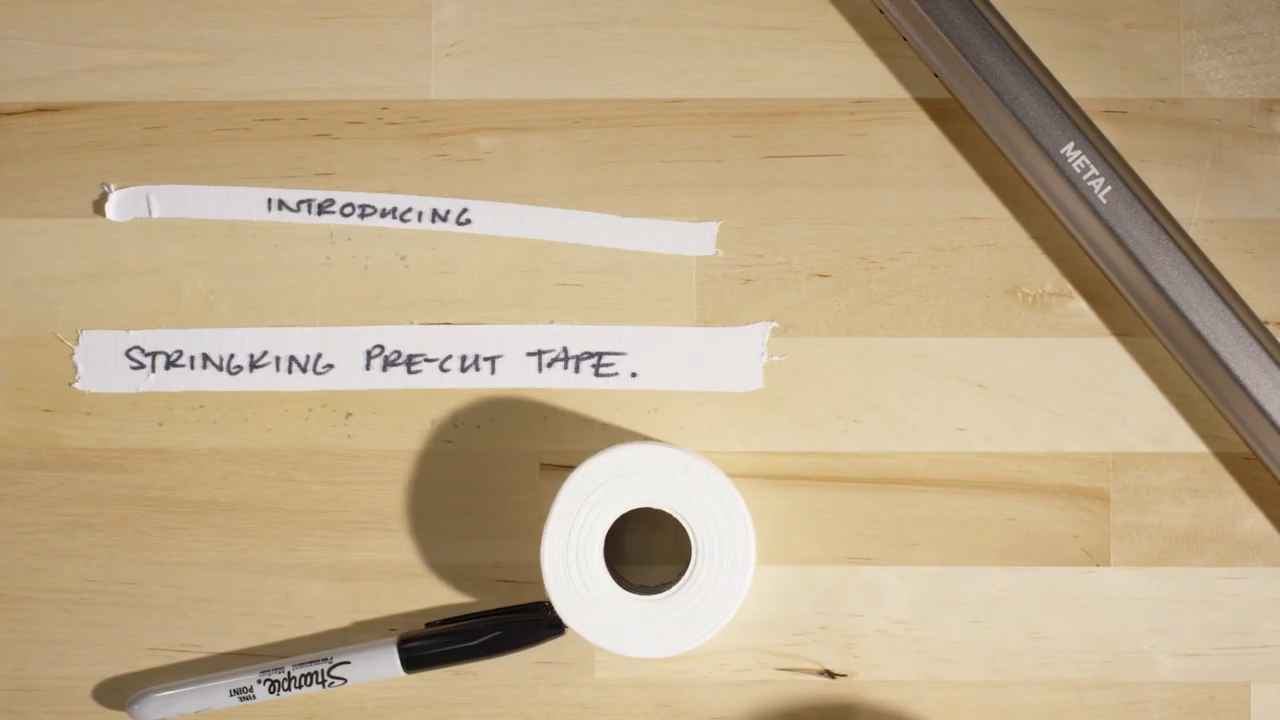 INTRODUCING
STRINGKING PRE-CUT TAPE.
METAL
Sharpie
FINE
POINT